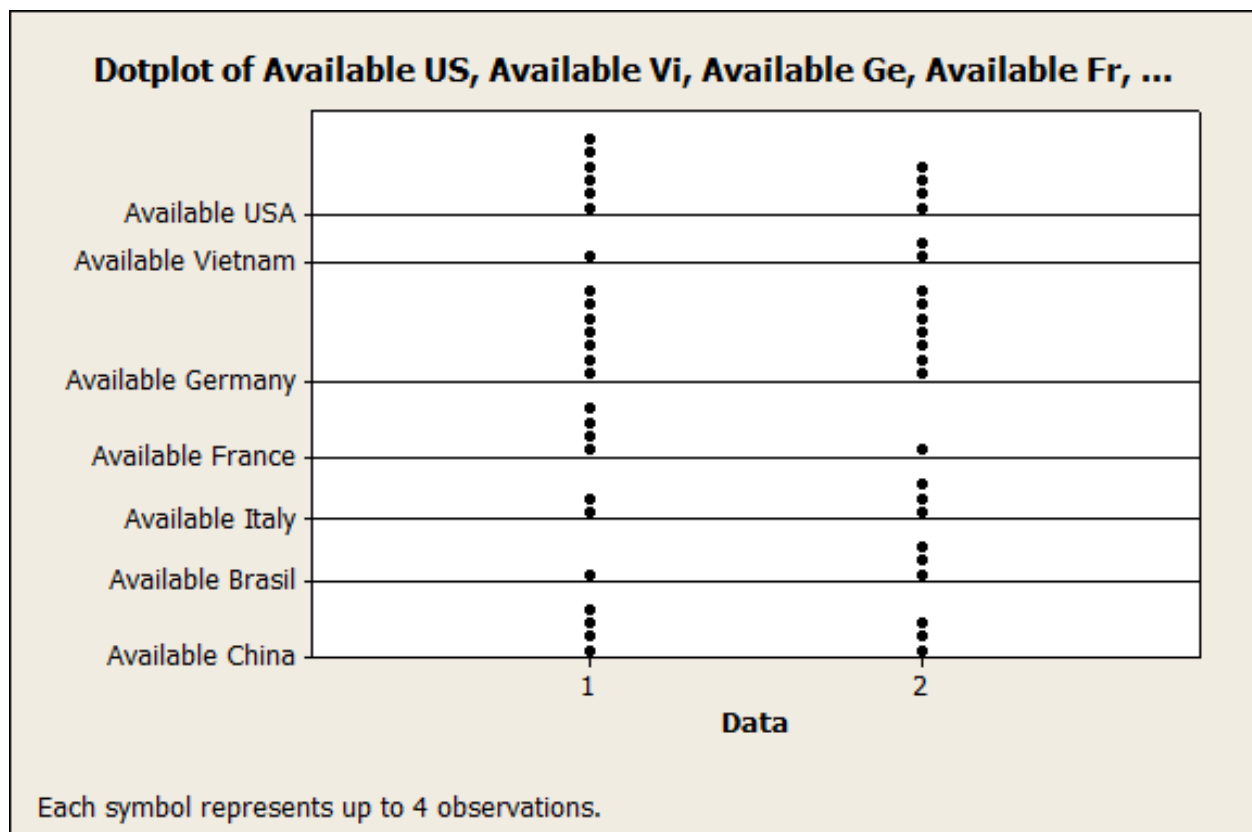 Dotplot of Available US, Available Vi, Available Ge, Available Fr, ...
Available USA
Available Vietnam
Available Germany
Available France
Available Italy
Available Brasil
Available China
1 2
Data
Each symbol represents up to 4 observations.